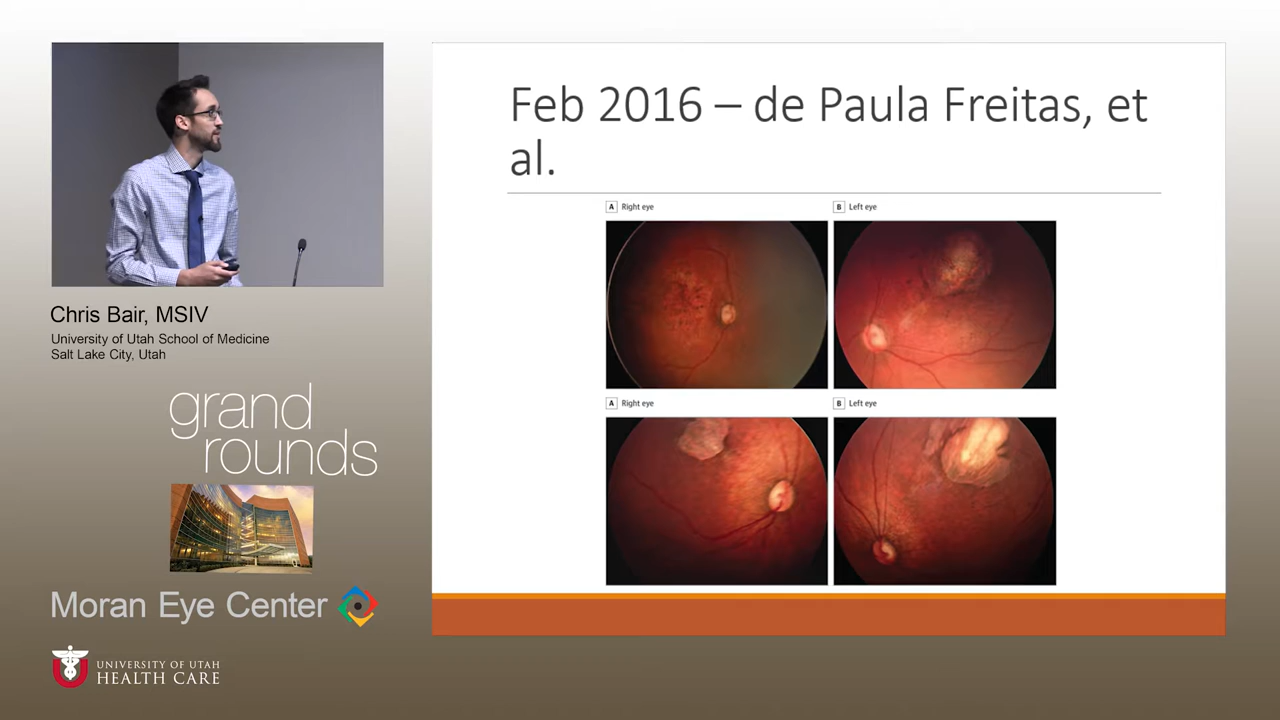 Feb 2016 – de Paula Freitas, et
al.
A Right eye
B Left eye
A Right eye
B Left eye
Chris Bair, MSIV
University of Utah School of Medicine
Salt Lake City, Utah
grand
rounds
Moran Eye Center
U
UNIVERSITY OF UTAH
HEALTH CARE